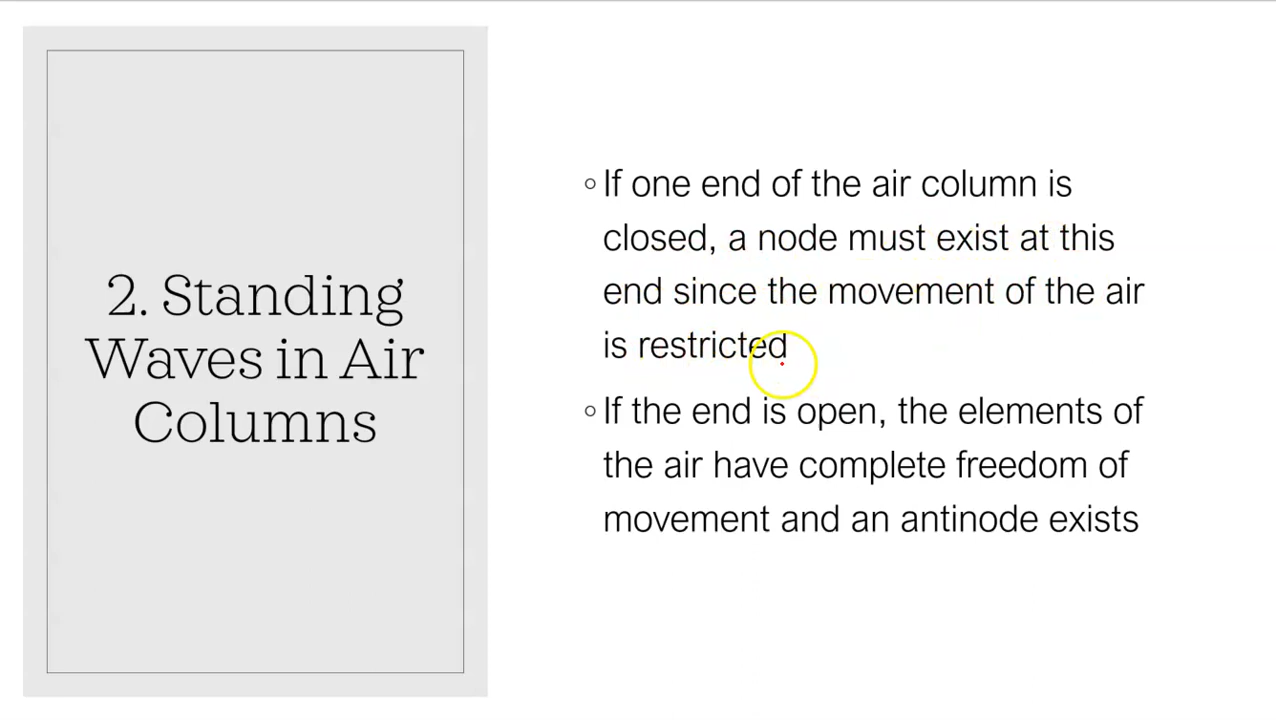 2. Standing
Waves in Air
Columns
If one end of the air column is
closed, a node must exist at this
end since the movement of the air
is restricted
If the end is open, the elements of
the air have complete freedom of
movement and an antinode exists